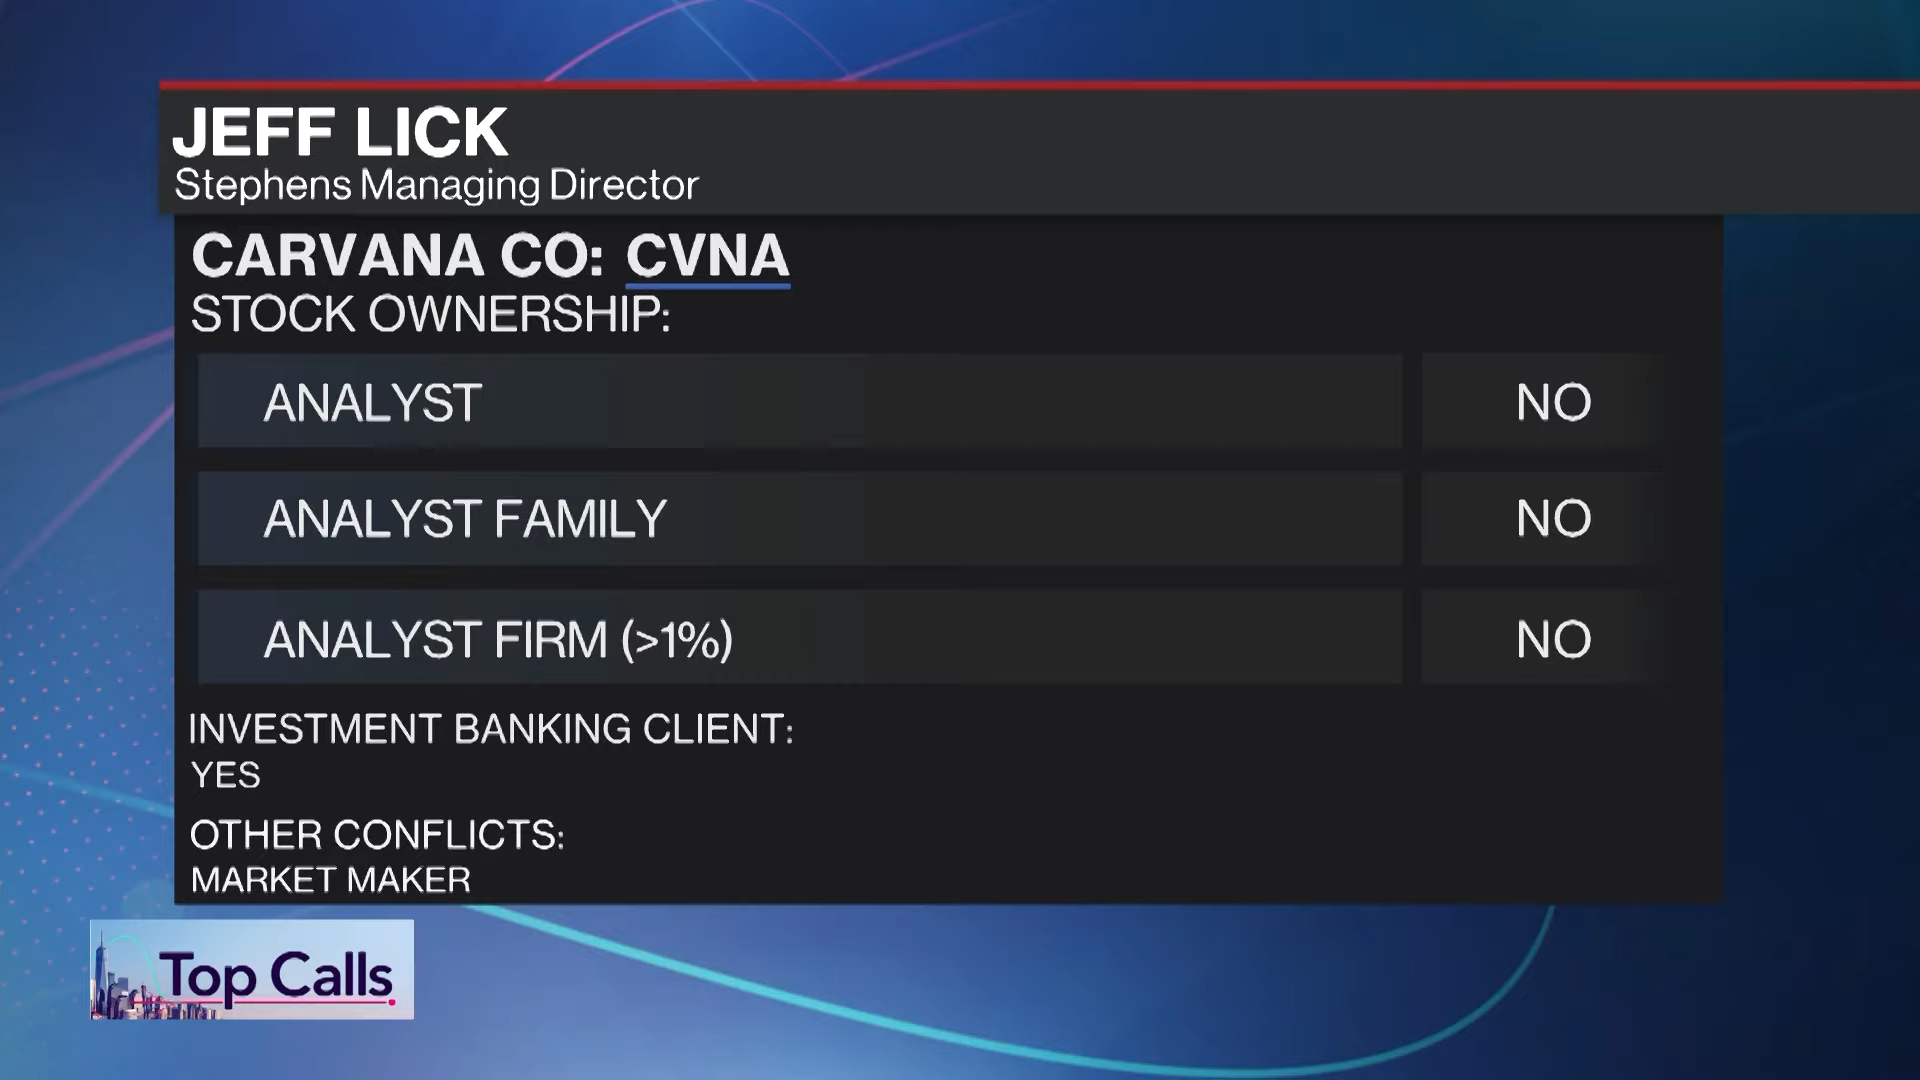 JEFF LICK
Stephens Managing Director
CARVANA CO: CVNA
STOCK OWNERSHIP:
ANALYST NO
ANALYST FAMILY NO
ANALYST FIRM (>1%) NO
INVESTMENT BANKING CLIENT:
YES
OTHER CONFLICTS:
MARKET MAKER
Top Calls.